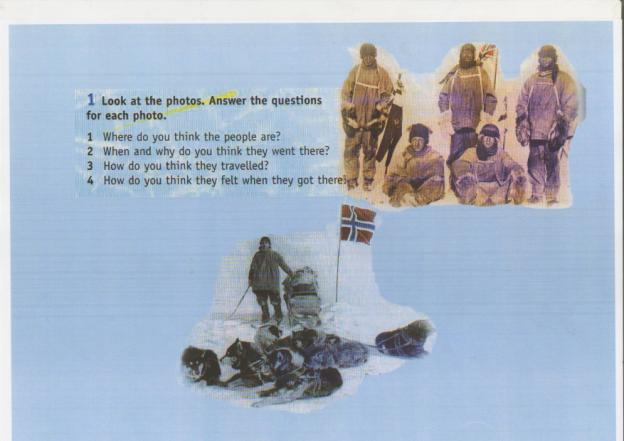 1 Look at the photos. Answer the questions
for each photo.
1 Where do you think the people are?
2 When and why do you think they went there?
3 How do you think they travelled?
4 How do you think they felt when they got there?